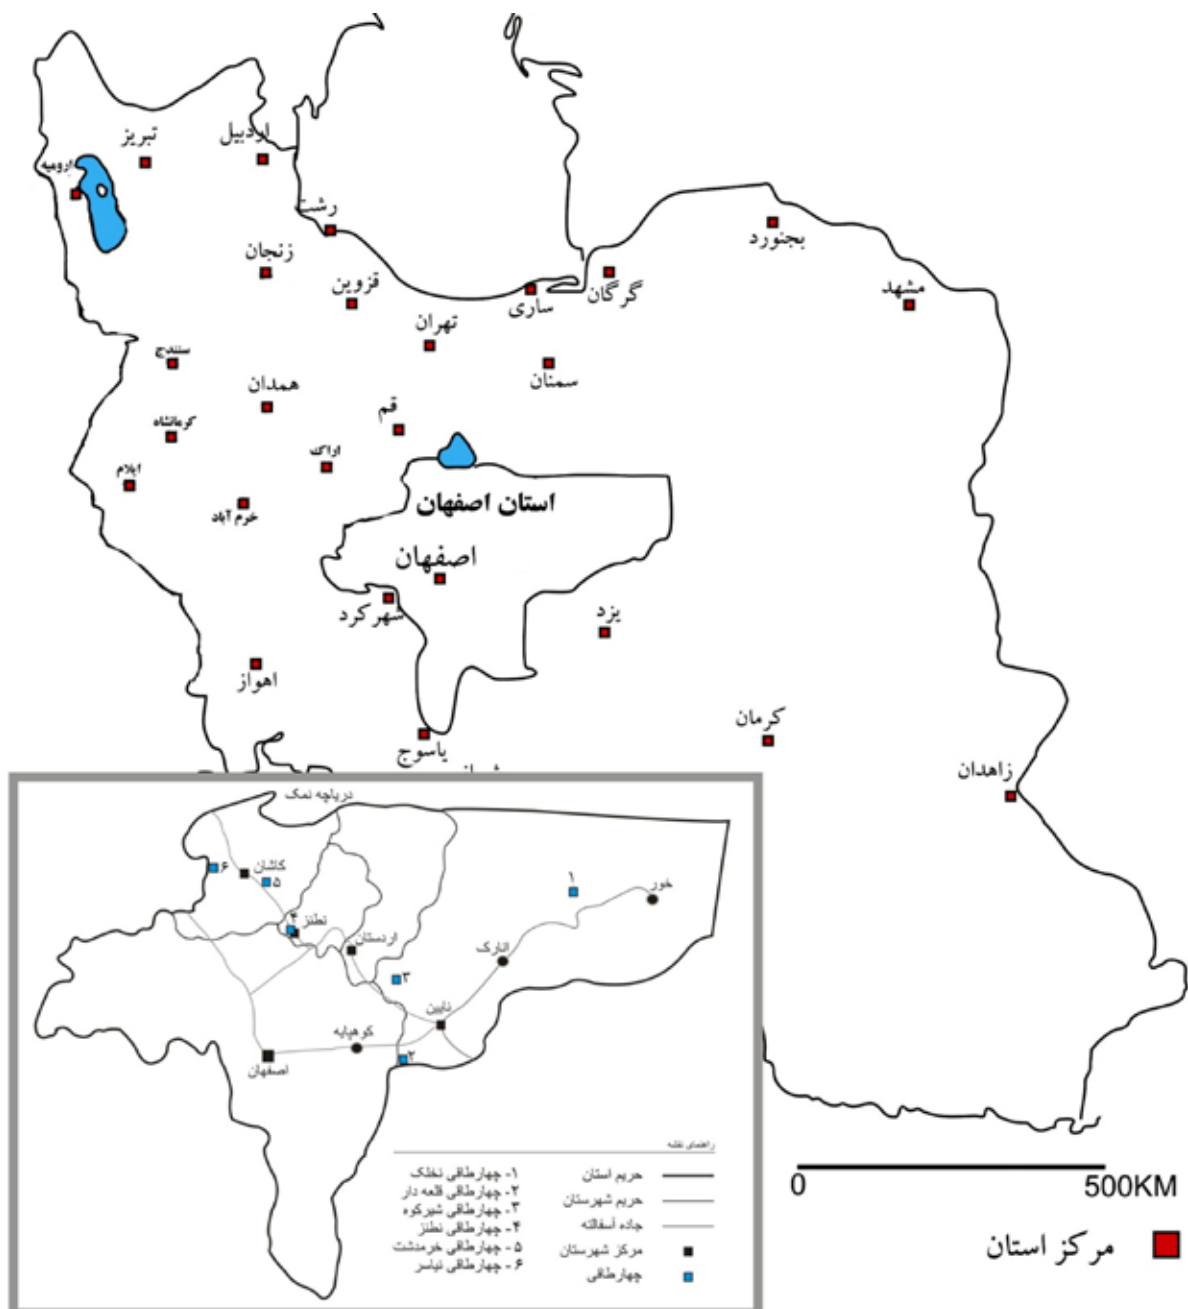 تبریز
اردبیل
ارومیه
رشت
زنجان
قزوین
تهران
ساری
گرگان
بجنورد
مشهد
سنندج
همدان
سمنان
کرمانشاه
قم
اراک
ایلام
خرم آباد
استان اصفهان
اصفهان
شهرکرد
یزد
اهواز
یاسوج
کرمان
زاهدان
دریاچه نمک
۶
کاشان
۵
۱
خور
۴
نطنز
اردستان
انارک
۳
نایین
کوهپایه
۲
اصفهان
راهنمای نقشه
حریم استان
حریم شهرستان
جاده آسفالته
مرکز شهرستان
چهارطاقی
۱- چهارطاقی نخلک
۲- چهارطاقی قلعه دار
۳- چهارطاقی شیرکوه
۴- چهارطاقی نطنز
۵ - چهارطاقی خرمدشت
۶ - چهارطاقی نیاسر
0 500KM
مرکز استان